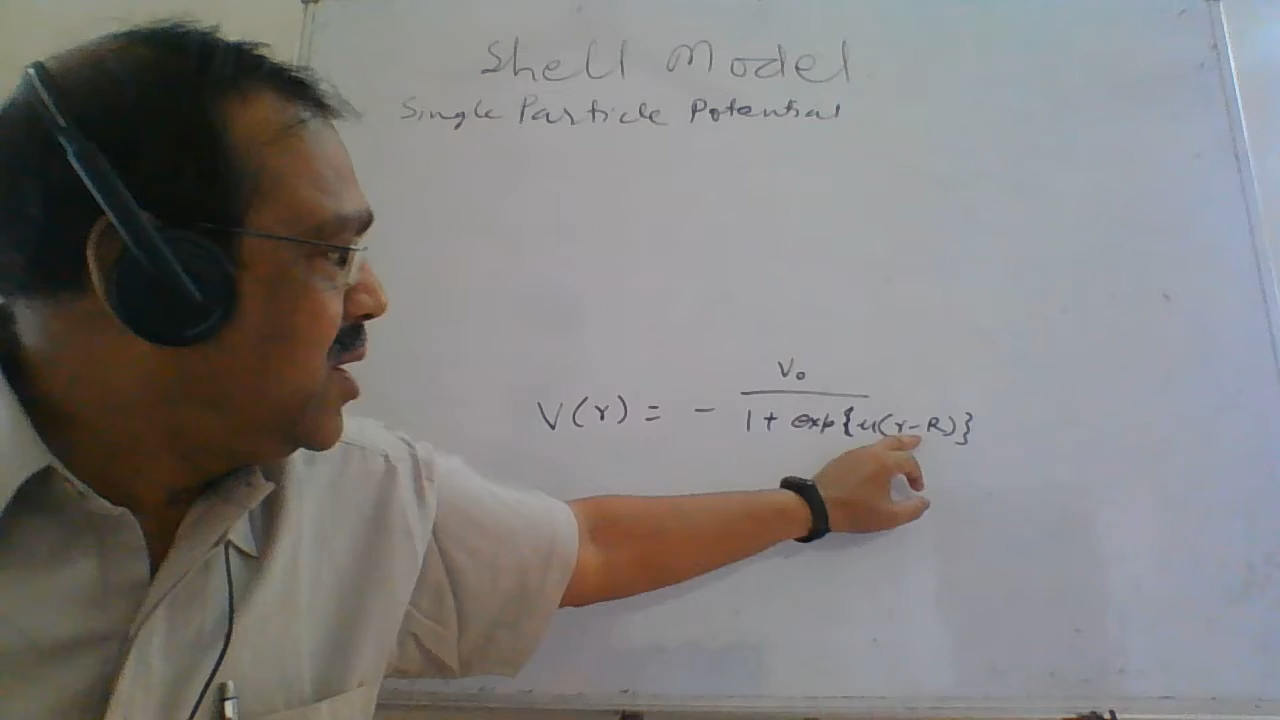 Shell Model
Single Particle Potential
V(r) = - V₀ / 1 + exp{μ(r-R)}